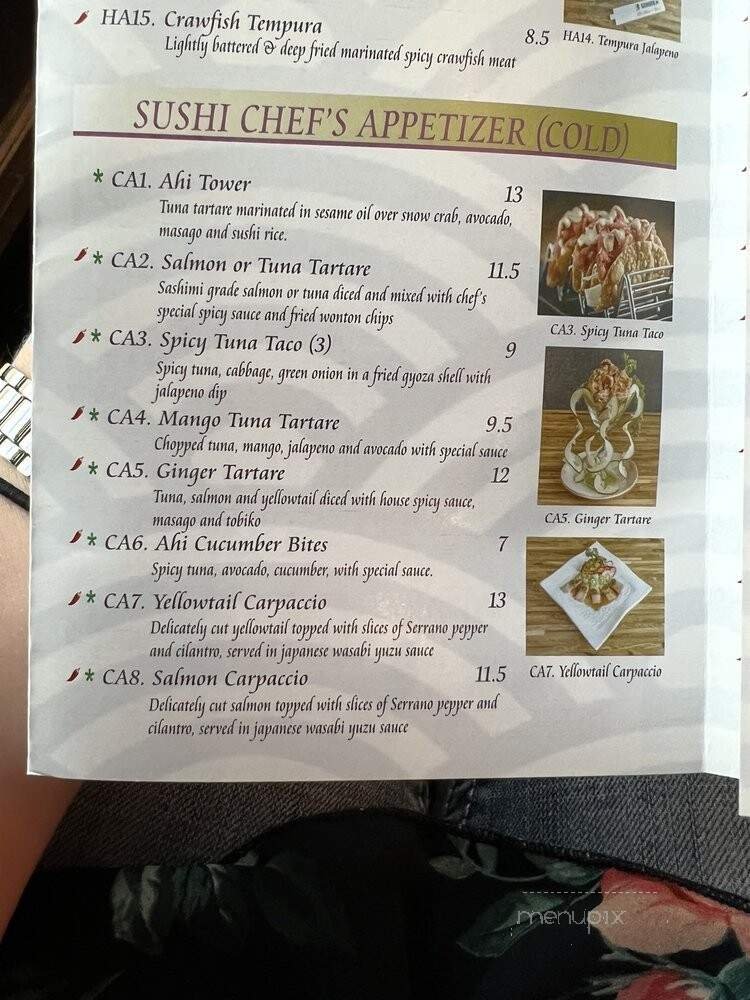 HA15. Crawfish Tempura 8.5
Lightly battered & deep fried marinated spicy crawfish meat
HA14. Tempura Jalapeno
SUSHI CHEF'S APPETIZER (COLD)
* CA1. Ahi Tower 13
Tuna tartare marinated in sesame oil over snow crab, avocado,
masago and sushi rice.
* CA2. Salmon or Tuna Tartare 11.5
Sashimi grade salmon or tuna diced and mixed with chef's
special spicy sauce and fried wonton chips
* CA3. Spicy Tuna Taco (3) 9
Spicy tuna, cabbage, green onion in a fried gyoza shell with
jalapeno dip
* CA4. Mango Tuna Tartare 9.5
Chopped tuna, mango, jalapeno and avocado with special sauce
* CA5. Ginger Tartare 12
Tuna, salmon and yellowtail diced with house spicy sauce,
masago and tobiko
* CA6. Ahi Cucumber Bites 7
Spicy tuna, avocado, cucumber, with special sauce.
* CA7. Yellowtail Carpaccio 13
Delicately cut yellowtail topped with slices of Serrano pepper
and cilantro, served in japanese wasabi yuzu sauce
* CA8. Salmon Carpaccio 11.5
Delicately cut salmon topped with slices of Serrano pepper and
cilantro, served in japanese wasabi yuzu sauce
CA3. Spicy Tuna Taco
CA5. Ginger Tartare
CA7. Yellowtail Carpaccio
menupix